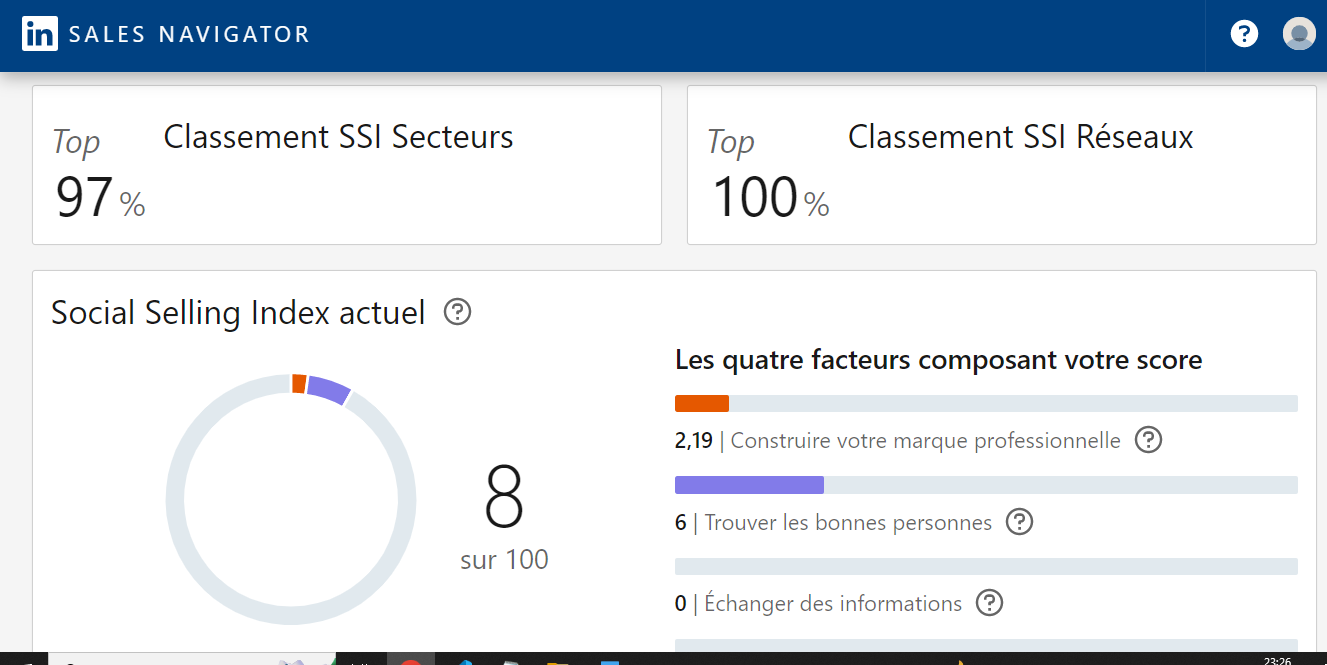 in SALES NAVIGATOR
?
Top
Classement SSI Secteurs
97 %
Top
Classement SSI Réseaux
100 %
Social Selling Index actuel ?
8
sur 100
Les quatre facteurs composant votre score
2,19 | Construire votre marque professionnelle ?
6 | Trouver les bonnes personnes ?
0 | Échanger des informations ?
23:26